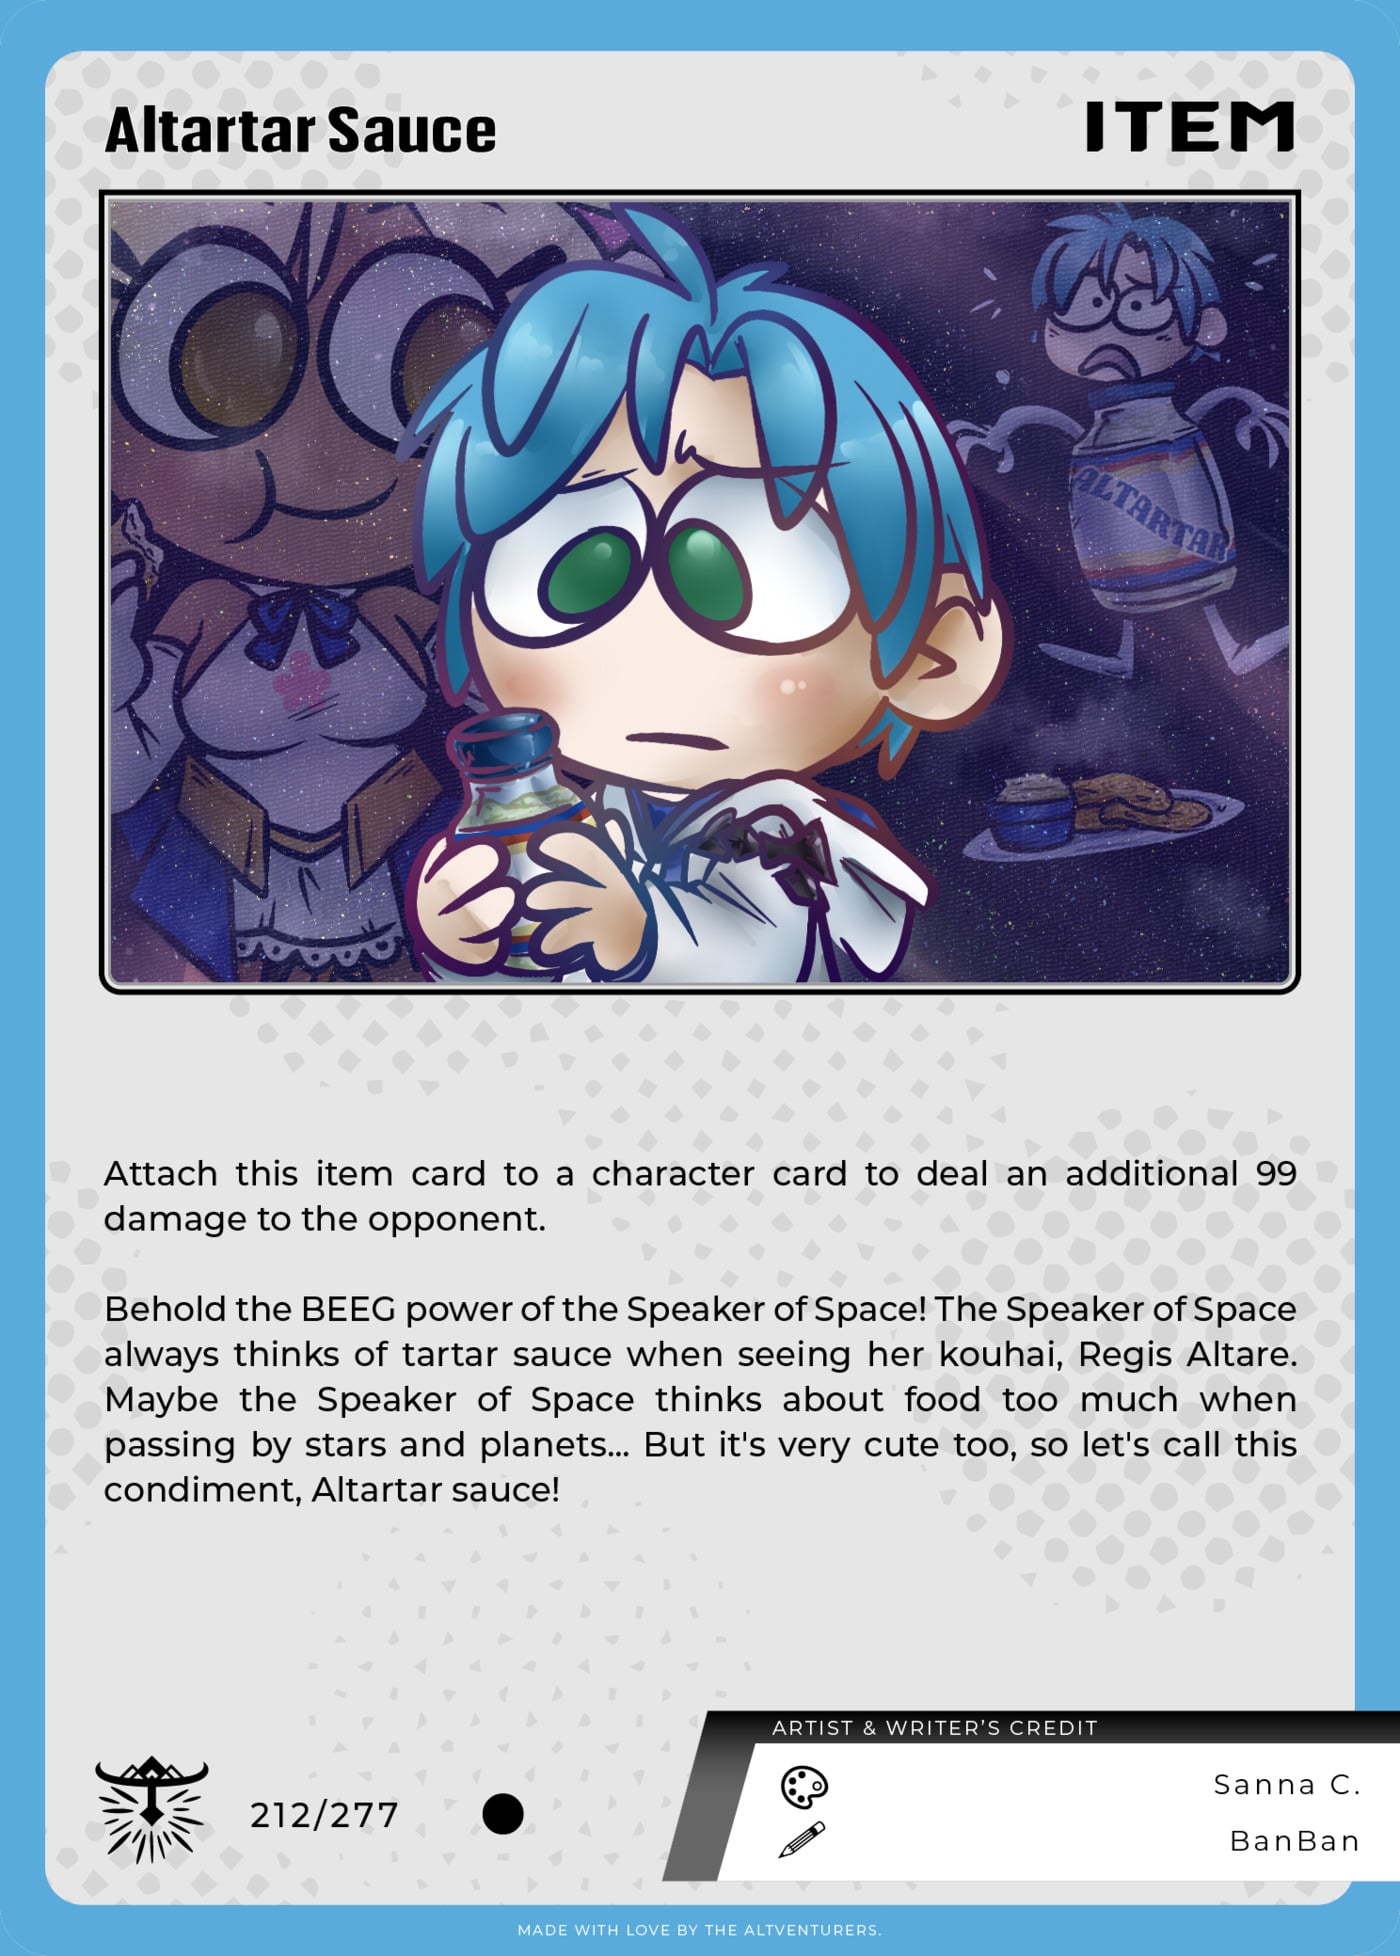 Altartar Sauce
ITEM
ALTARTAR
Attach this item card to a character card to deal an additional 99
damage to the opponent.
Behold the BEEG power of the Speaker of Space! The Speaker of Space
always thinks of tartar sauce when seeing her kouhai, Regis Altare.
Maybe the Speaker of Space thinks about food too much when
passing by stars and planets... But it's very cute too, so let's call this
condiment, Altartar sauce!
ARTIST & WRITER'S CREDIT
Sanna C.
BanBan
212/277
MADE WITH LOVE BY THE ALTVENTURERS.